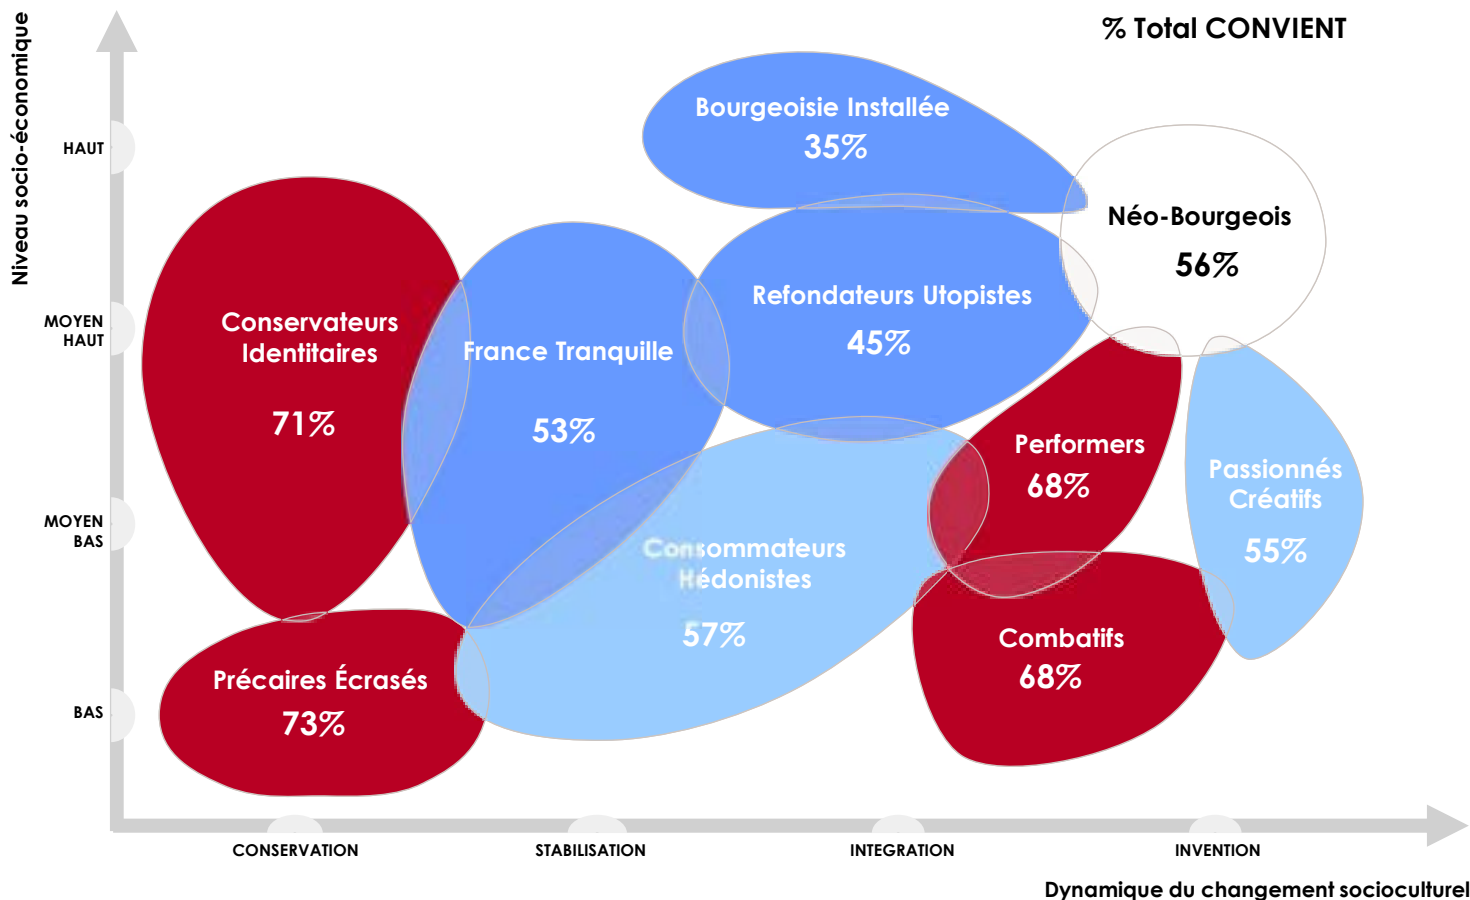 % Total CONVIENT
Niveau socio-économique
HAUT
MOYEN
HAUT
MOYEN
BAS
BAS
Bourgeoisie Installée
35%
Néo-Bourgeois
56%
Conservateurs
Identitaires
71%
France Tranquille
53%
Refondateurs Utopistes
45%
Performers
68%
Passionnés
Créatifs
55%
Consommateurs
Hédonistes
57%
Combatifs
68%
Précaires Écrasés
73%
CONSERVATION
STABILISATION
INTEGRATION
INVENTION
Dynamique du changement socioculturel